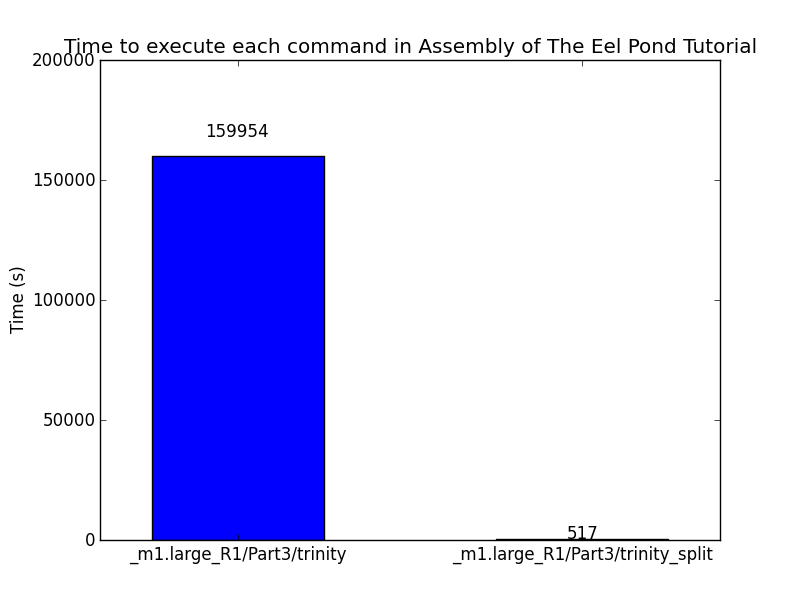 Time to execute each command in Assembly of The Eel Pond Tutorial
200000
159954
150000
Time (s)
100000
50000
517
0
_m1.large_R1/Part3/trinity
_m1.large_R1/Part3/trinity_split